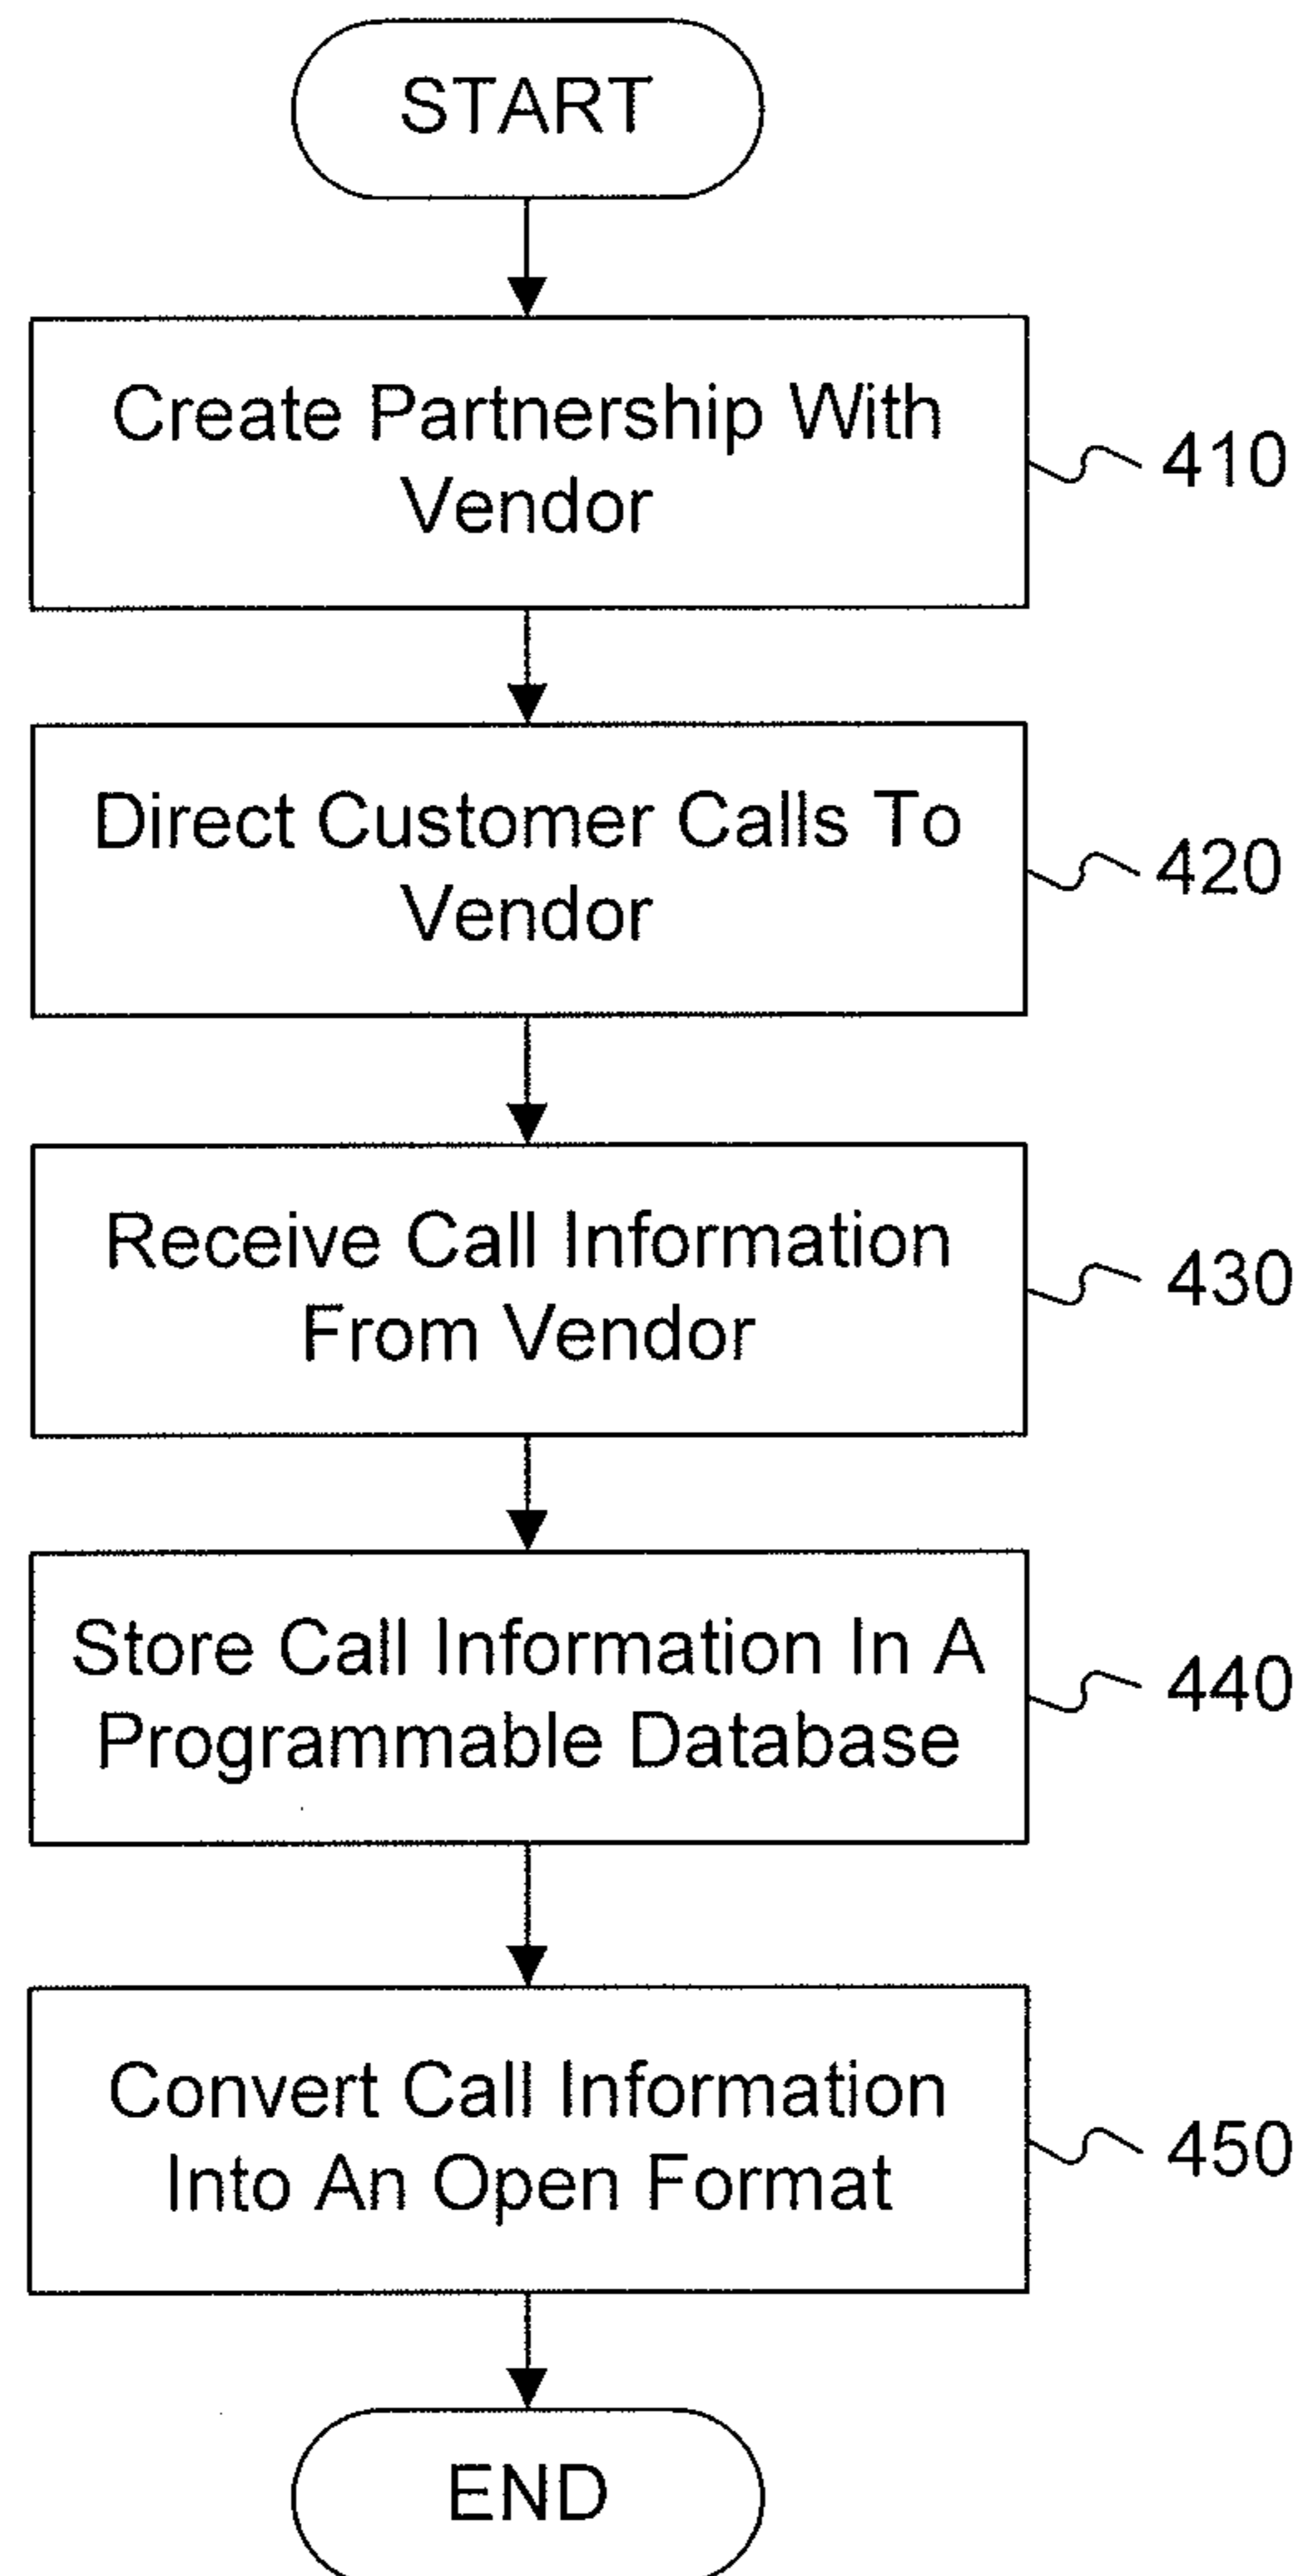 START
Create Partnership With
Vendor
410
Direct Customer Calls To
Vendor
420
Receive Call Information
From Vendor
430
Store Call Information In A
Programmable Database
440
Convert Call Information
Into An Open Format
450
END